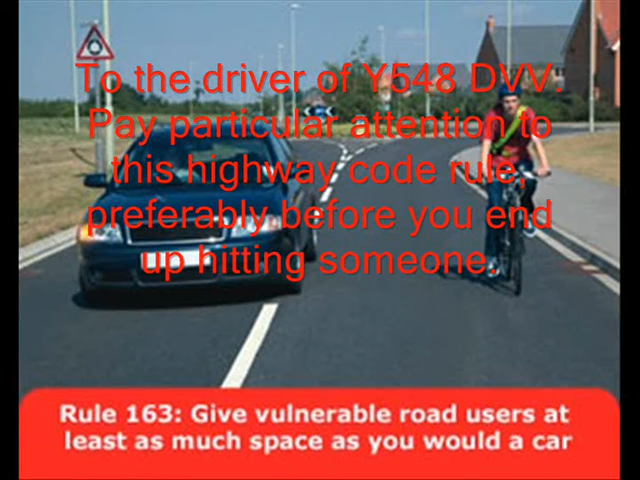 To the driver of Y548 DVV.
Pay particular attention to
this highway code rule,
preferably before you end
up hitting someone.
Rule 163: Give vulnerable road users at
least as much space as you would a car